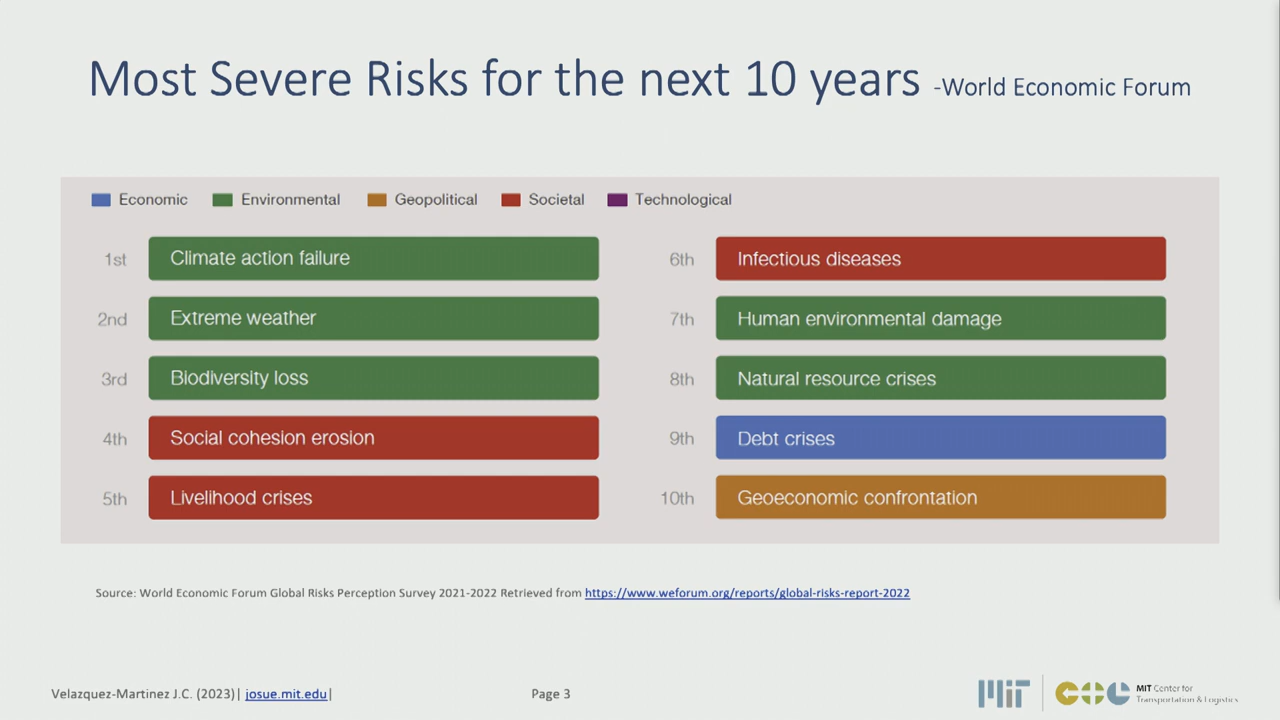 Most Severe Risks for the next 10 years -World Economic Forum
Economic Environmental Geopolitical Societal Technological
1st Climate action failure
2nd Extreme weather
3rd Biodiversity loss
4th Social cohesion erosion
5th Livelihood crises
6th Infectious diseases
7th Human environmental damage
8th Natural resource crises
9th Debt crises
10th Geoeconomic confrontation
Source: World Economic Forum Global Risks Perception Survey 2021-2022 Retrieved from https://www.weforum.org/reports/global-risks-report-2022
Velazquez-Martinez J.C. (2023)| josue.mit.edu|
Page 3
MIT
CTL
MIT Center for
Transportation & Logistics